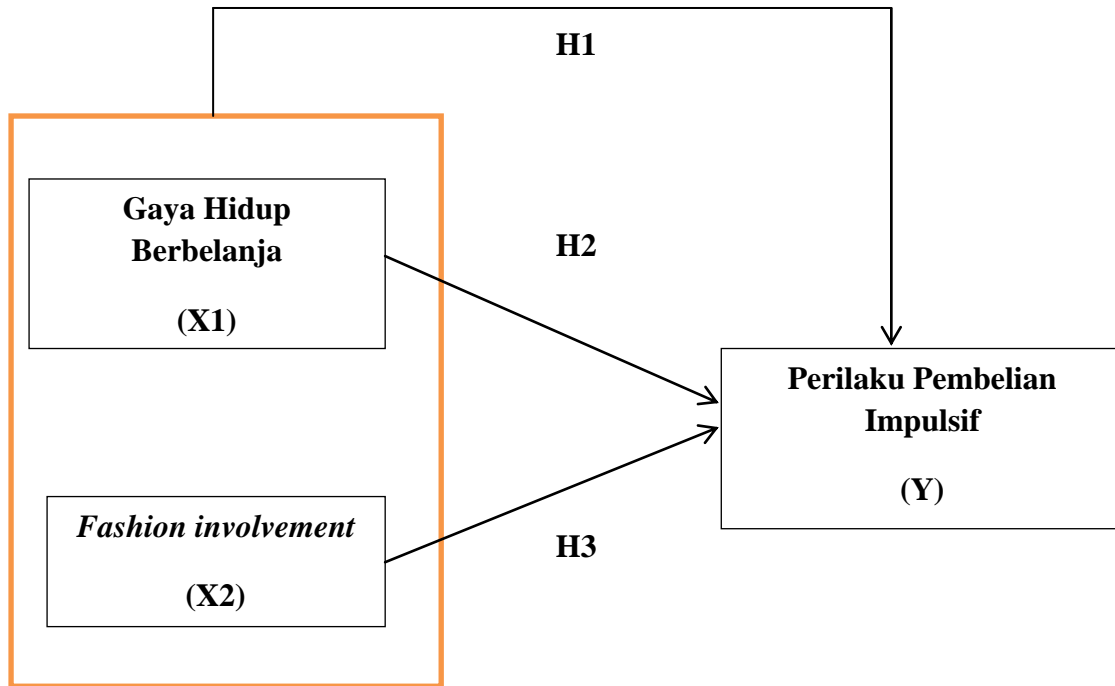 H1
Gaya Hidup
Berbelanja
(X1)
H2
Perilaku Pembelian
Impulsif
(Y)
Fashion involvement
(X2)
H3